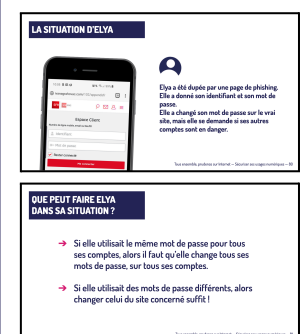 LA SITUATION D'ELYA
Espace Client
Elya a été dupée par une page de phishing.
Elle a donné son identifiant et son mot de
passe.
Elle a changé son mot de passe sur le vrai
site, mais elle se demande si ses autres
comptes sont en danger.
Tous ensemble, prudence sur Internet – Sécuriser ses usages numériques –
QUE PEUT FAIRE ELYA
DANS SA SITUATION ?
→ Si elle utilisait le même mot de passe pour tous
ses comptes, alors il faut qu'elle change tous ses
mots de passe, sur tous ses comptes.
→ Si elle utilisait des mots de passe différents, alors
changer celui du site concerné suffit !